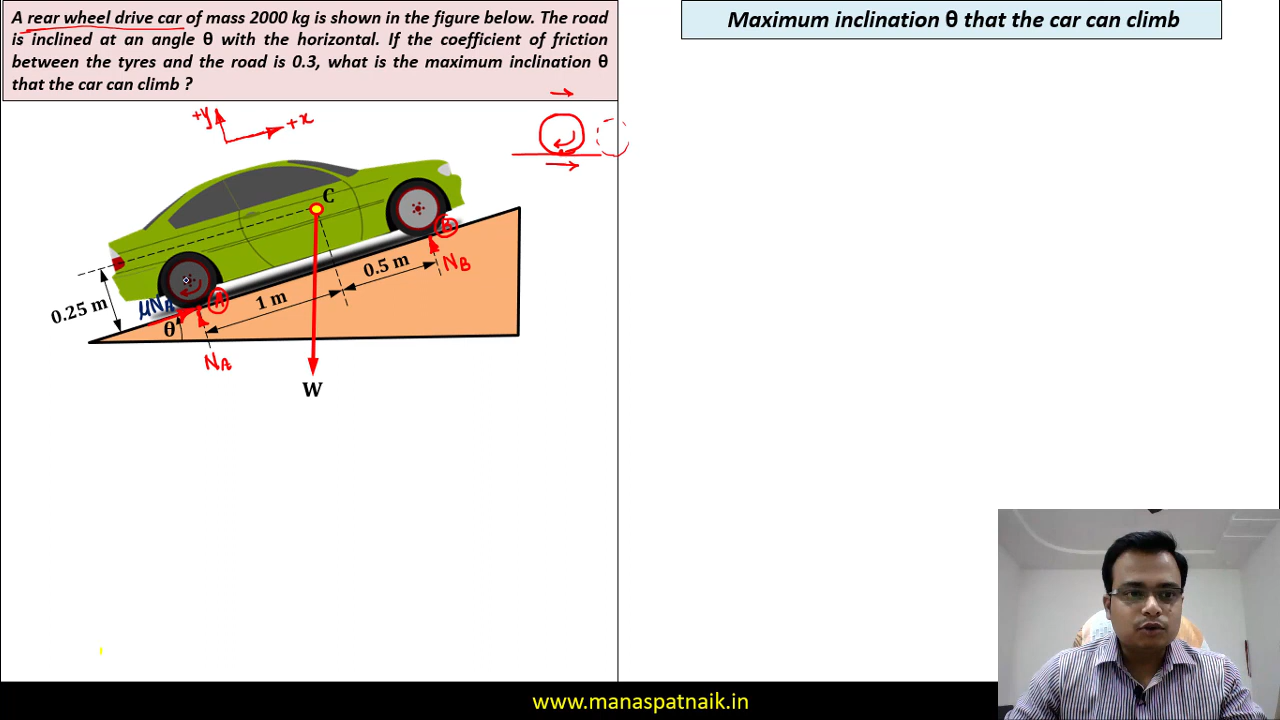 A rear wheel drive car of mass 2000 kg is shown in the figure below. The road
is inclined at an angle θ with the horizontal. If the coefficient of friction
between the tyres and the road is 0.3, what is the maximum inclination θ
that the car can climb ?
Maximum inclination θ that the car can climb
+y
+x
C
B
N_B
0.5 m
1 m
A
0.25 m
μN_A
θ
N_A
W
www.manaspatnaik.in